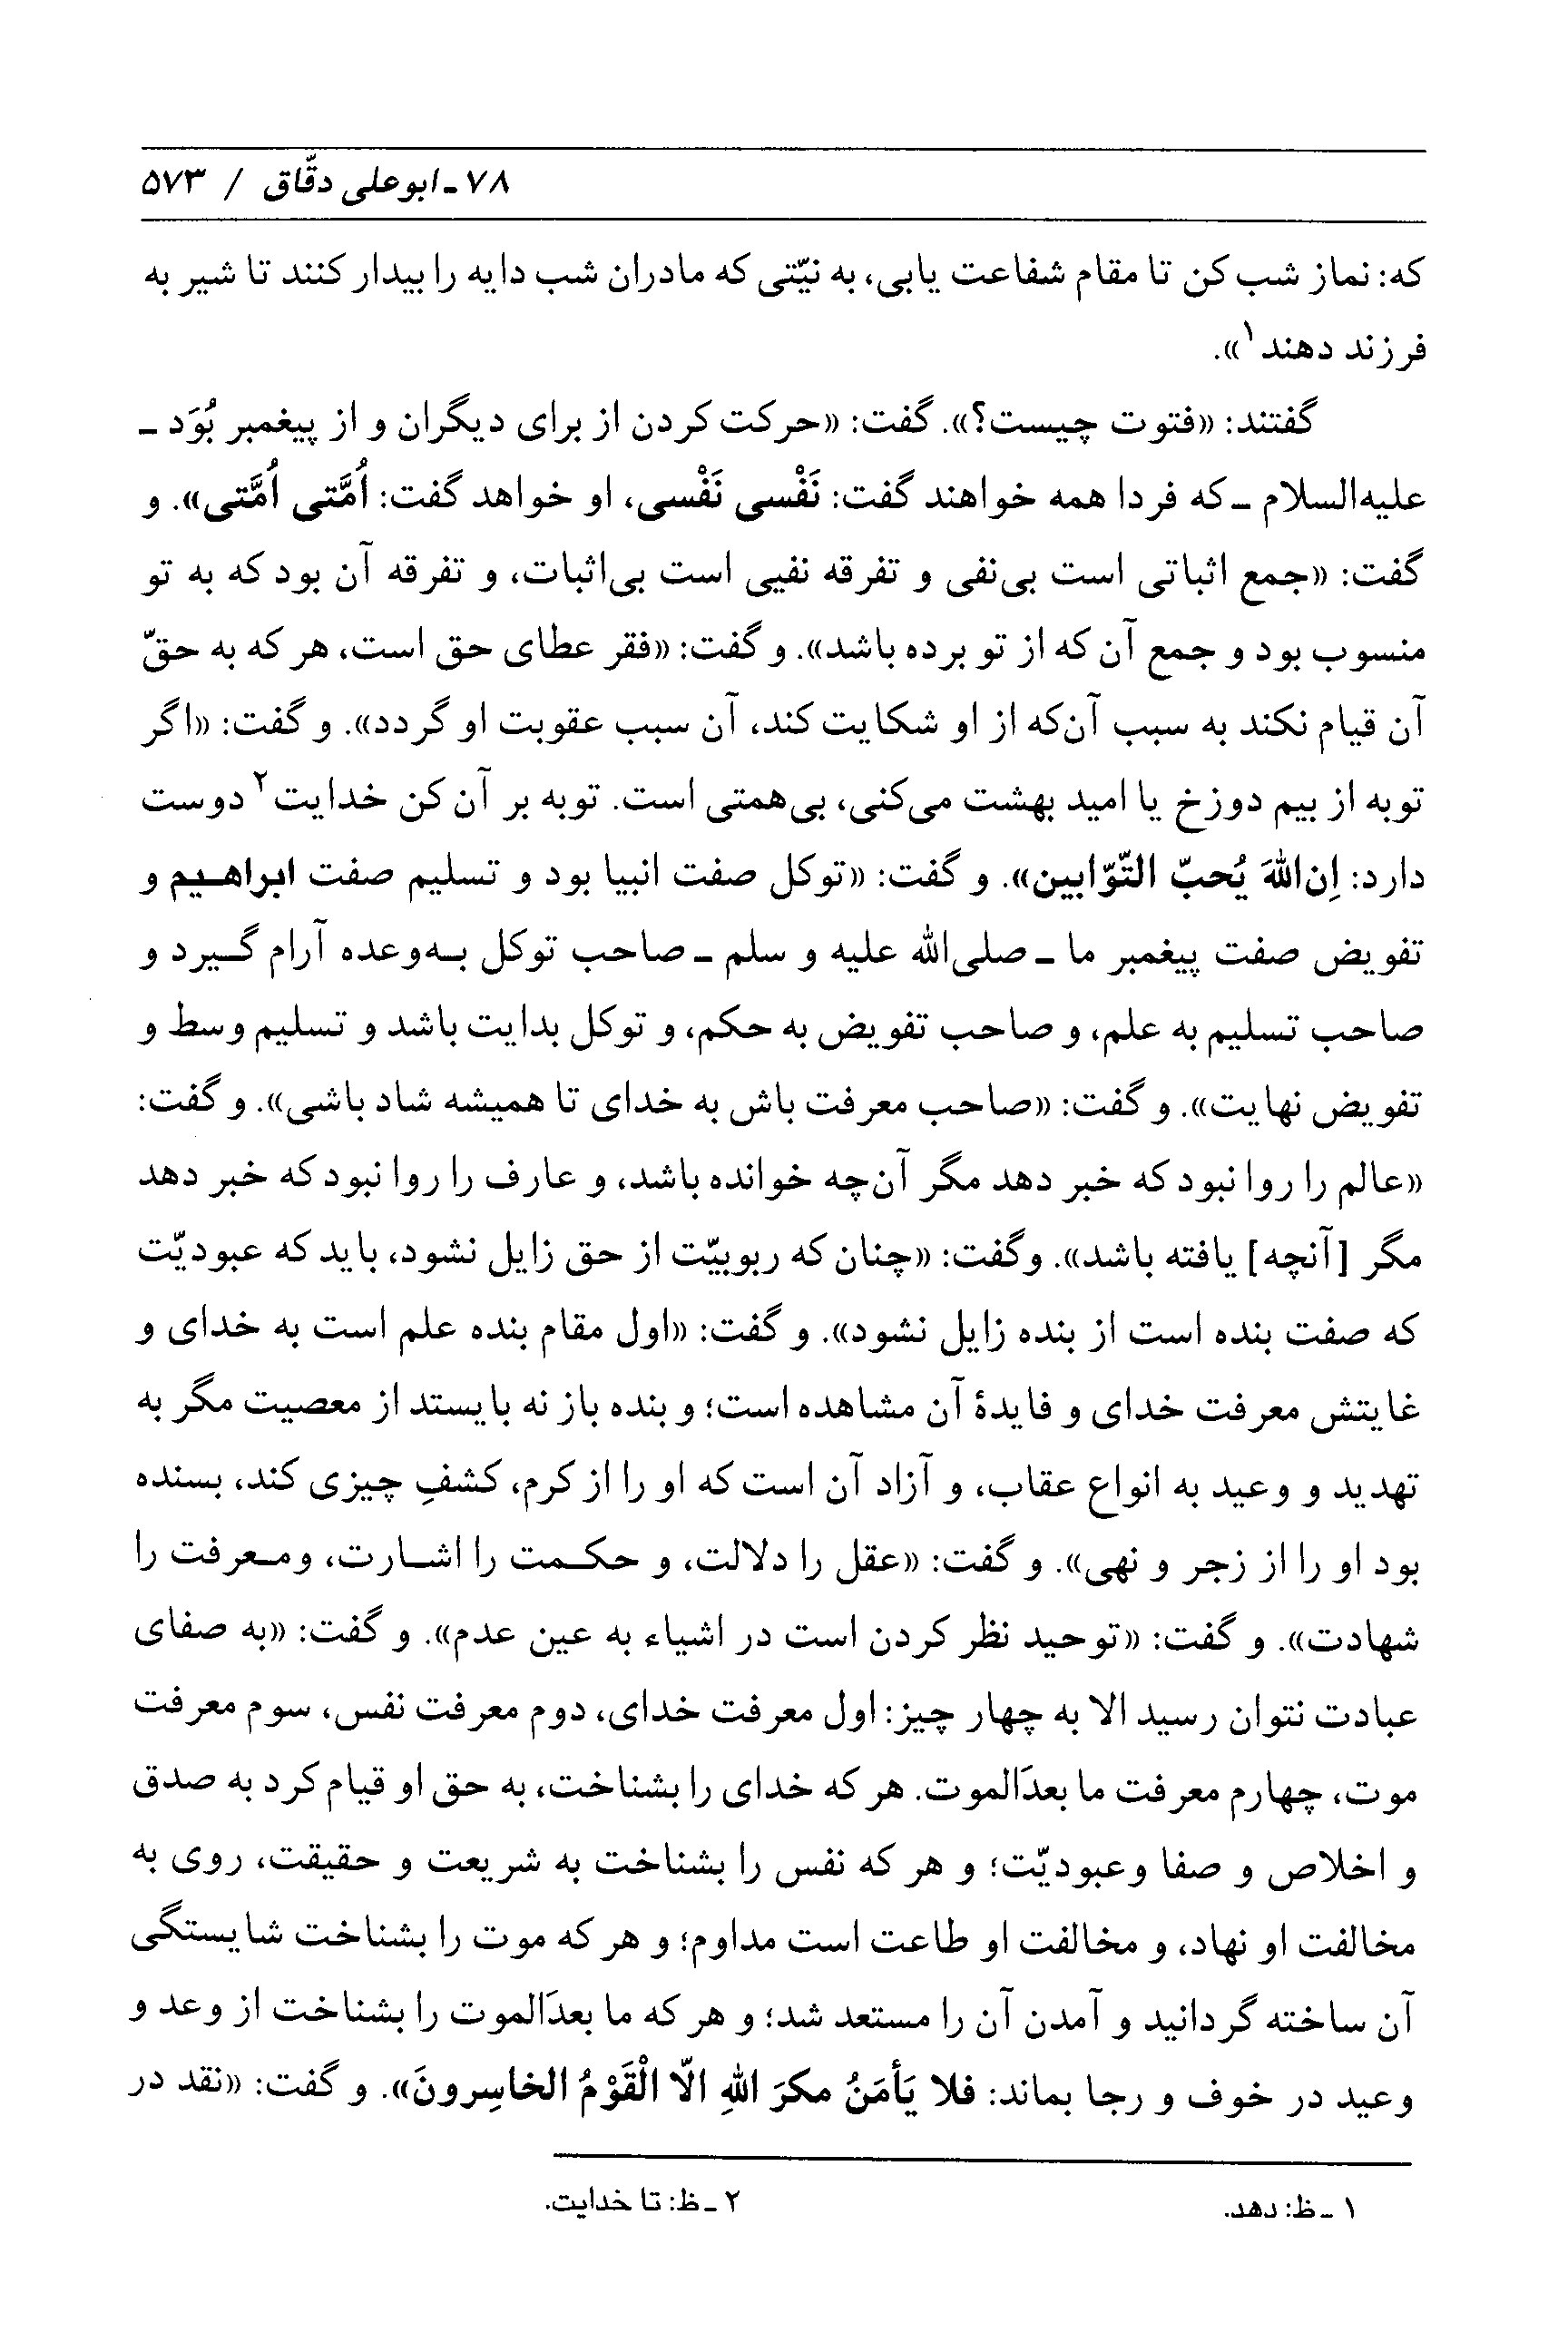 ۷۸ـ ابوعلی دقّاق / ۵۷۳
که: نماز شب کن تا مقام شفاعت یابی، به نیّتی که مادران شب دایه را بیدار کنند تا شیر به
فرزند دهند۱».
گفتند: «فتوت چیست؟». گفت: «حرکت کردن از برای دیگران و از پیغمبر بُوَد ـ
علیه‌السلام ـ که فردا همه خواهند گفت: نَفْسی نَفْسی، او خواهد گفت: اُمَّتی اُمَّتی». و
گفت: «جمع اثباتی است بی‌نفی و تفرقه نفیی است بی‌اثبات، و تفرقه آن بود که به تو
منسوب بود و جمع آن که از تو برده باشد». و گفت: «فقر عطای حق است، هر که به حقّ
آن قیام نکند به سبب آن‌که از او شکایت کند، آن سبب عقوبت او گردد». و گفت: «اگر
توبه از بیم دوزخ یا امید بهشت می‌کنی، بی‌همتی است. توبه بر آن کن خدایت۲ دوست
دارد: اِن‌اللهَ یُحبّ التّوّابین». و گفت: «توکل صفت انبیا بود و تسلیم صفت ابراهیم و
تفویض صفت پیغمبر ما ـ صلی‌الله علیه و سلم ـ صاحب توکل به‌وعده آرام گیرد و
صاحب تسلیم به علم، و صاحب تفویض به حکم، و توکل بدایت باشد و تسلیم وسط و
تفویض نهایت». و گفت: «صاحب معرفت باش به خدای تا همیشه شاد باشی». و گفت:
«عالم را روا نبود که خبر دهد مگر آن‌چه خوانده باشد، و عارف را روا نبود که خبر دهد
مگر [آنچه] یافته باشد». وگفت: «چنان که ربوبیّت از حق زایل نشود، باید که عبودیّت
که صفت بنده است از بنده زایل نشود». و گفت: «اول مقام بنده علم است به خدای و
غایتش معرفت خدای و فایدهٔ آن مشاهده است؛ و بنده باز نه بایستد از معصیت مگر به
تهدید و وعید به انواع عقاب، و آزاد آن است که او را از کرم، کشفِ چیزی کند، بسنده
بود او را از زجر و نهی». و گفت: «عقل را دلالت، و حکمت را اشارت، ومعرفت را
شهادت». و گفت: «توحید نظر کردن است در اشیاء به عین عدم». و گفت: «به صفای
عبادت نتوان رسید الا به چهار چیز: اول معرفت خدای، دوم معرفت نفس، سوم معرفت
موت، چهارم معرفت ما بعدَالموت. هر که خدای را بشناخت، به حق او قیام کرد به صدق
و اخلاص و صفا وعبودیّت؛ و هر که نفس را بشناخت به شریعت و حقیقت، روی به
مخالفت او نهاد، و مخالفت او طاعت است مداوم؛ و هر که موت را بشناخت شایستگی
آن ساخته گردانید و آمدن آن را مستعد شد؛ و هر که ما بعدَالموت را بشناخت از وعد و
وعید در خوف و رجا بماند: فلا یَأمَنُ مکرَ اللهِ الّا الْقَوْمُ الخاسِرونَ». و گفت: «نقد در
۱ ـ ظ: دهد.
۲ ـ ظ: تا خدایت.